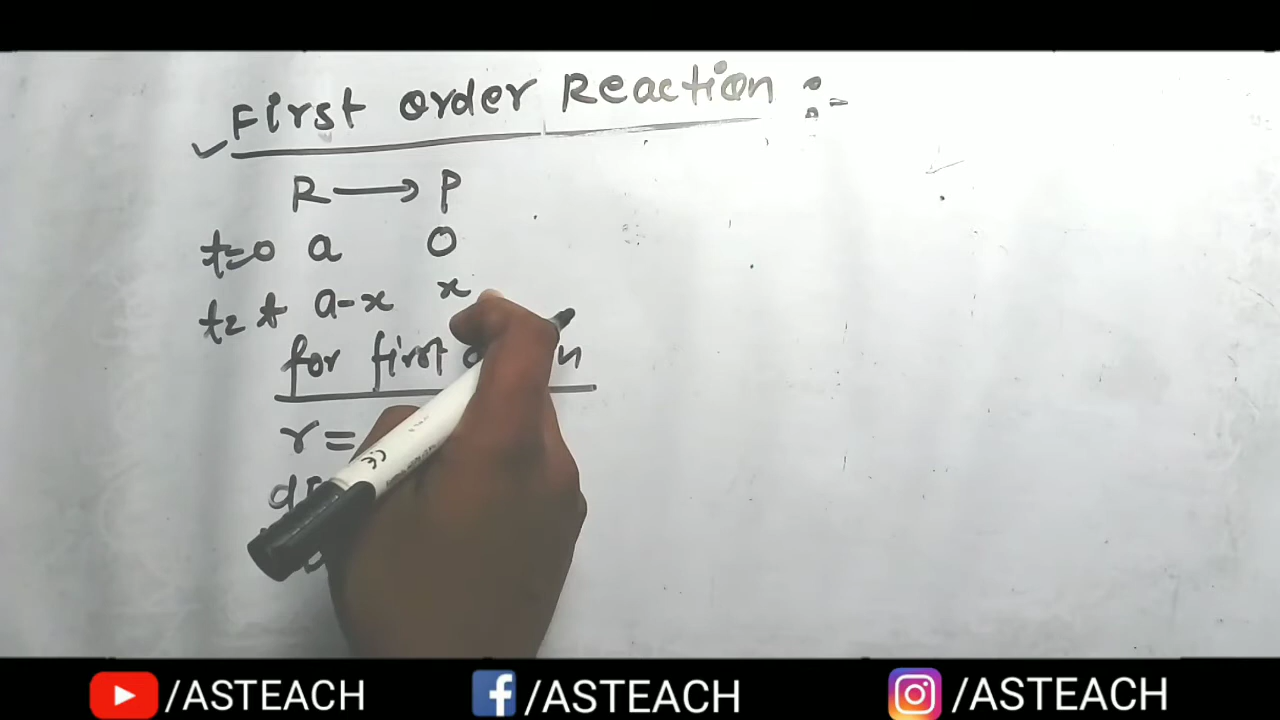 First order Reaction :-
R → P
t=0 a 0
t= t a-x x
for first
r=
/ASTEACH /ASTEACH /ASTEACH